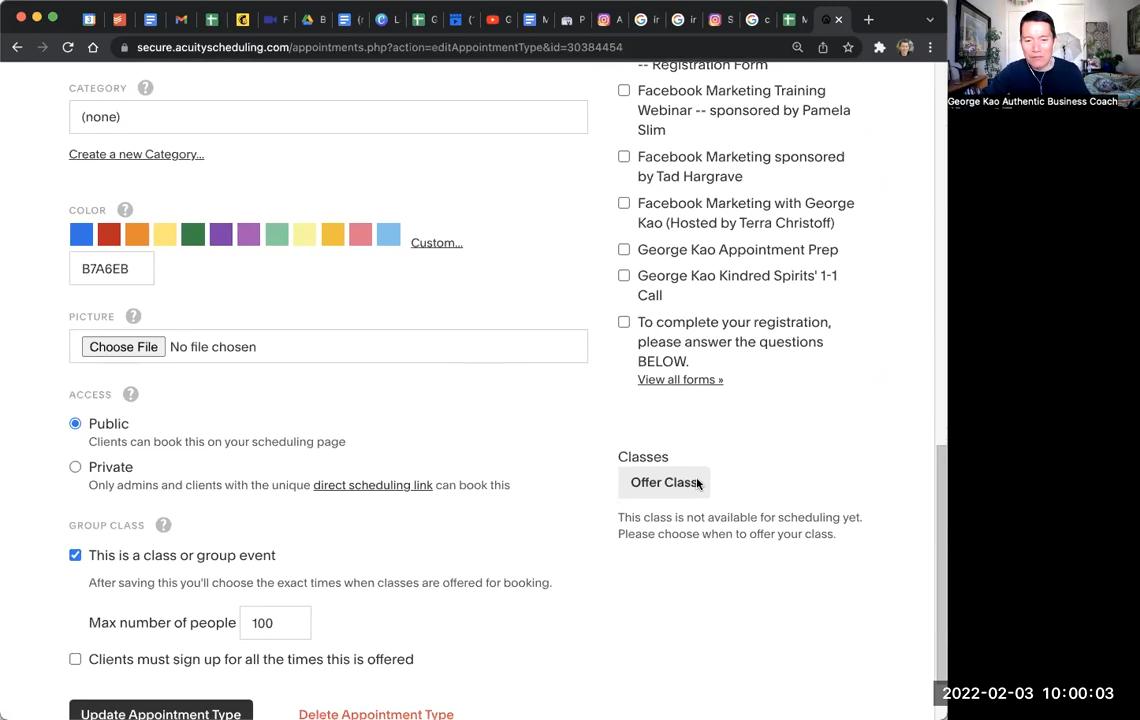 secure.acuityscheduling.com/appointments.php?action=editAppointmentType&id=30384454
George Kao Authentic Business Coach
CATEGORY ?
(none)
Create a new Category...
COLOR ?
Custom...
B7A6EB
PICTURE ?
Choose File No file chosen
ACCESS ?
Public
Clients can book this on your scheduling page
Private
Only admins and clients with the unique direct scheduling link can book this
GROUP CLASS ?
This is a class or group event
After saving this you'll choose the exact times when classes are offered for booking.
Max number of people 100
Clients must sign up for all the times this is offered
Update Appointment Type Delete Appointment Type
-- Registration Form
Facebook Marketing Training
Webinar -- sponsored by Pamela
Slim
Facebook Marketing sponsored
by Tad Hargrave
Facebook Marketing with George
Kao (Hosted by Terra Christoff)
George Kao Appointment Prep
George Kao Kindred Spirits' 1-1
Call
To complete your registration,
please answer the questions
BELOW.
View all forms »
Classes
Offer Class
This class is not available for scheduling yet.
Please choose when to offer your class.
2022-02-03 10:00:03